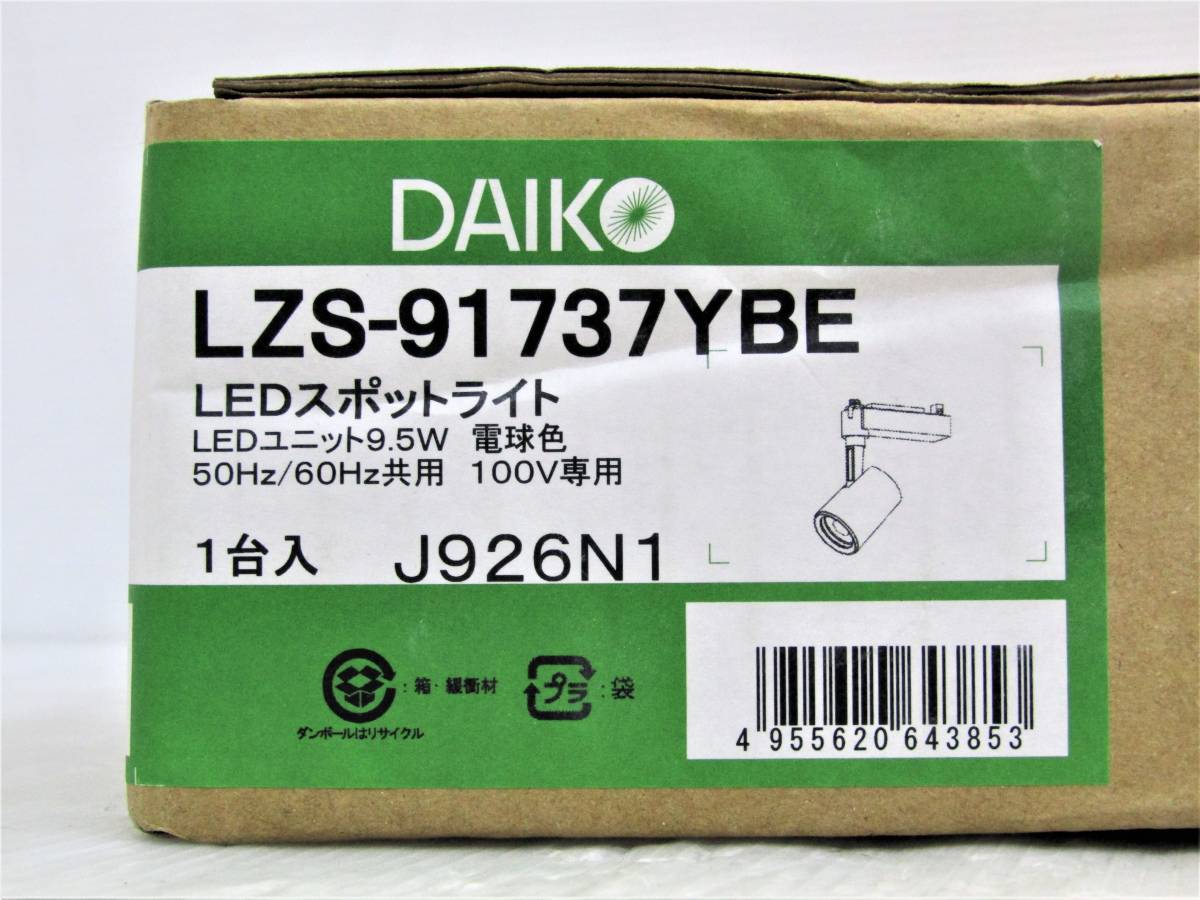 DAIKO
LZS-91737YBE
LEDスポットライト
LEDユニット9.5W 電球色
50Hz/60Hz共用 100V専用
1台入 J926N1
:箱・緩衝材
プラ :袋
ダンボールはリサイクル
4 955620 643853